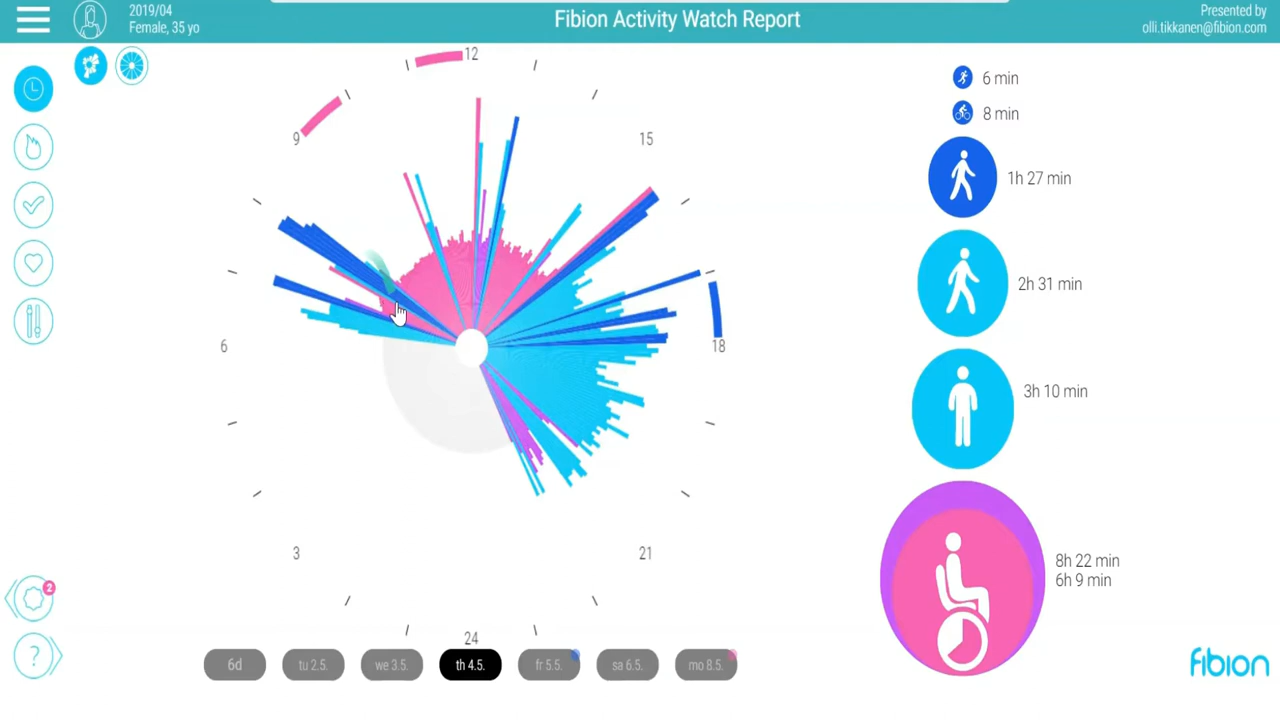 2019/04
Female, 35 yo
Fibion Activity Watch Report
Presented by
olli.tikkanen@fibion.com
12
15
18
21
24
3
6
9
6 min
8 min
1h 27 min
2h 31 min
3h 10 min
8h 22 min
6h 9 min
2
?
6d
tu 2.5.
we 3.5.
th 4.5.
fr 5.5.
sa 6.5.
mo 8.5.
fibion